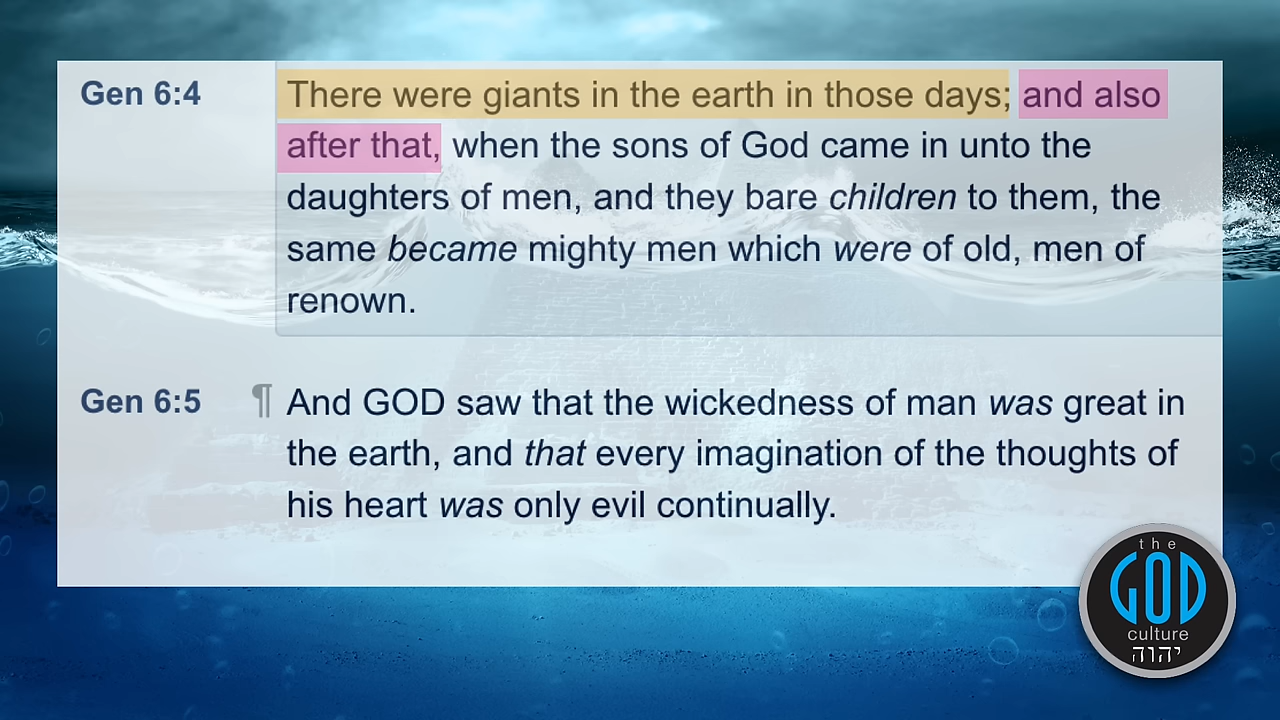 Gen 6:4
There were giants in the earth in those days; and also
after that, when the sons of God came in unto the
daughters of men, and they bare children to them, the
same became mighty men which were of old, men of
renown.
Gen 6:5
¶ And GOD saw that the wickedness of man was great in
the earth, and that every imagination of the thoughts of
his heart was only evil continually.
the
GOD
culture
יהוה